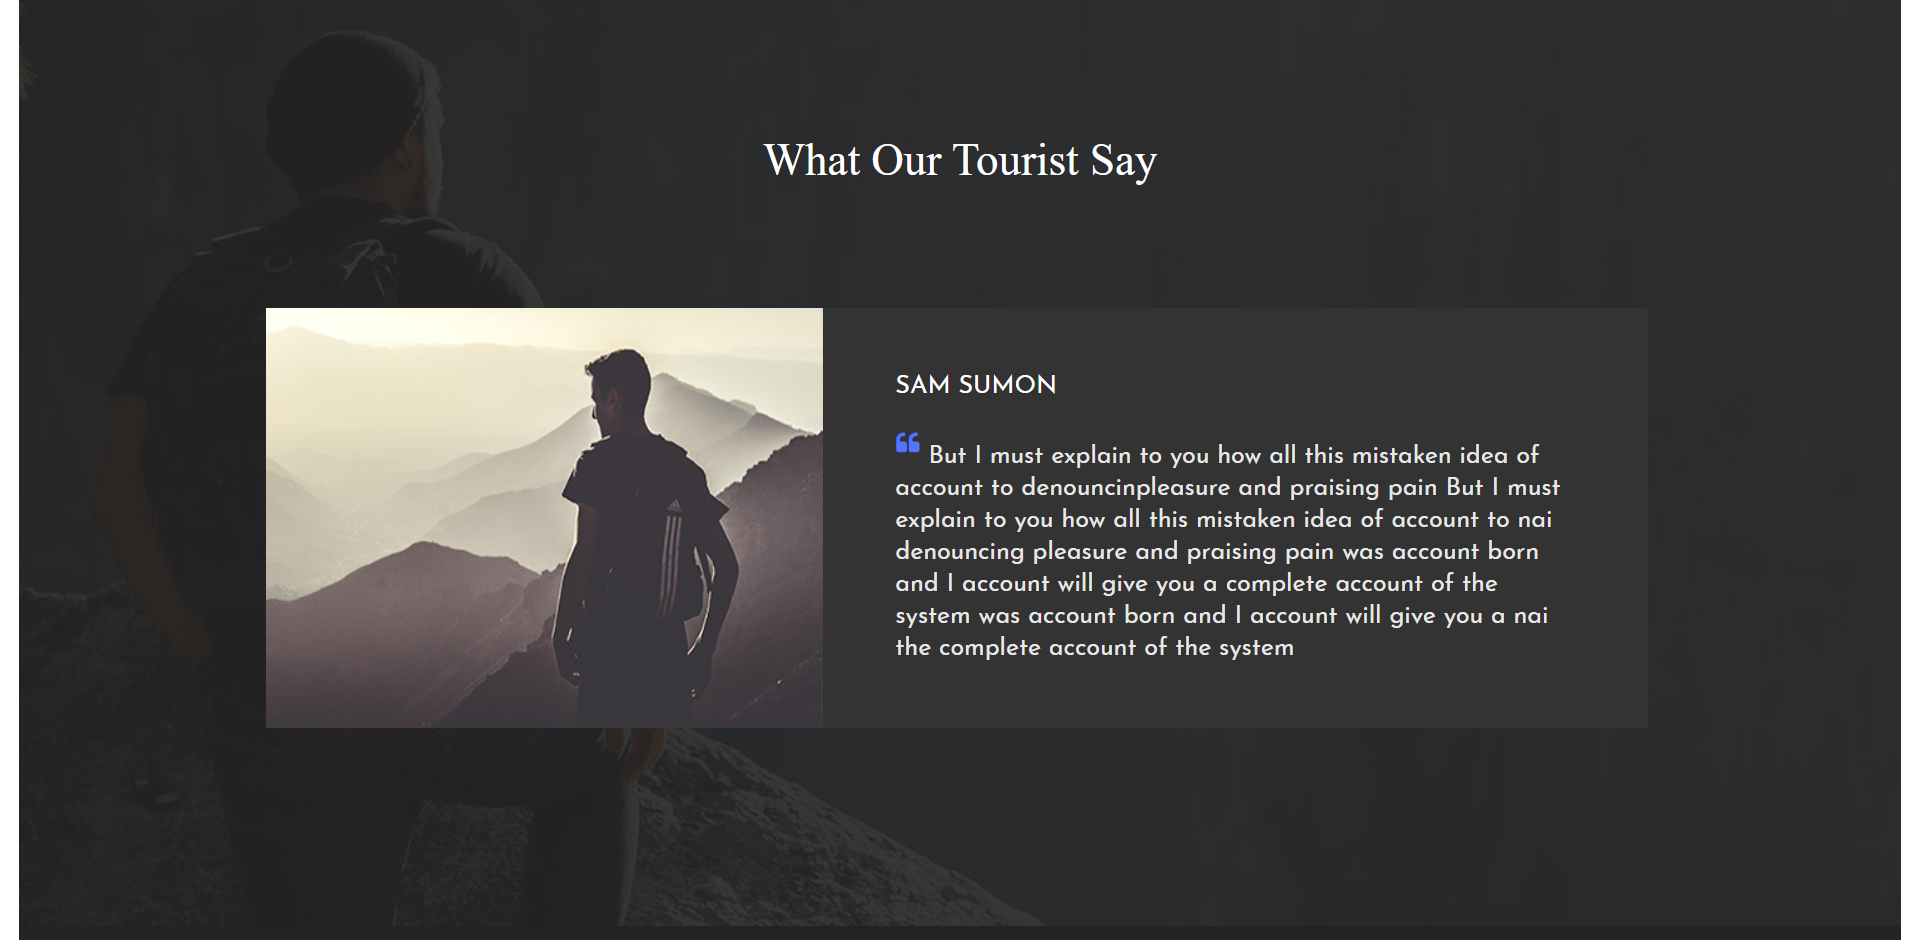 What Our Tourist Say
SAM SUMON
❝ But I must explain to you how all this mistaken idea of
account to denouncinpleasure and praising pain But I must
explain to you how all this mistaken idea of account to nai
denouncing pleasure and praising pain was account born
and I account will give you a complete account of the
system was account born and I account will give you a nai
the complete account of the system